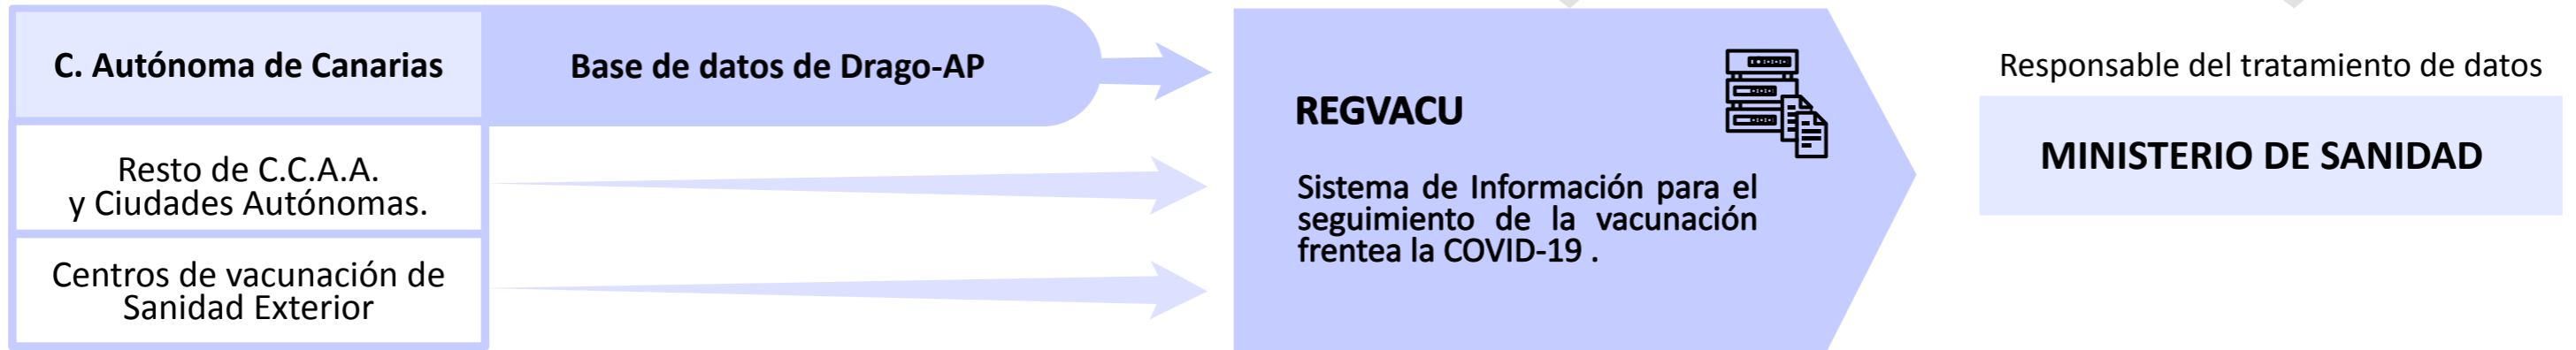 C. Autónoma de Canarias
Base de datos de Drago-AP
Resto de C.C.A.A.
y Ciudades Autónomas.
Centros de vacunación de
Sanidad Exterior
REGVACU
Sistema de Información para el
seguimiento de la vacunación
frentea la COVID-19 .
Responsable del tratamiento de datos
MINISTERIO DE SANIDAD